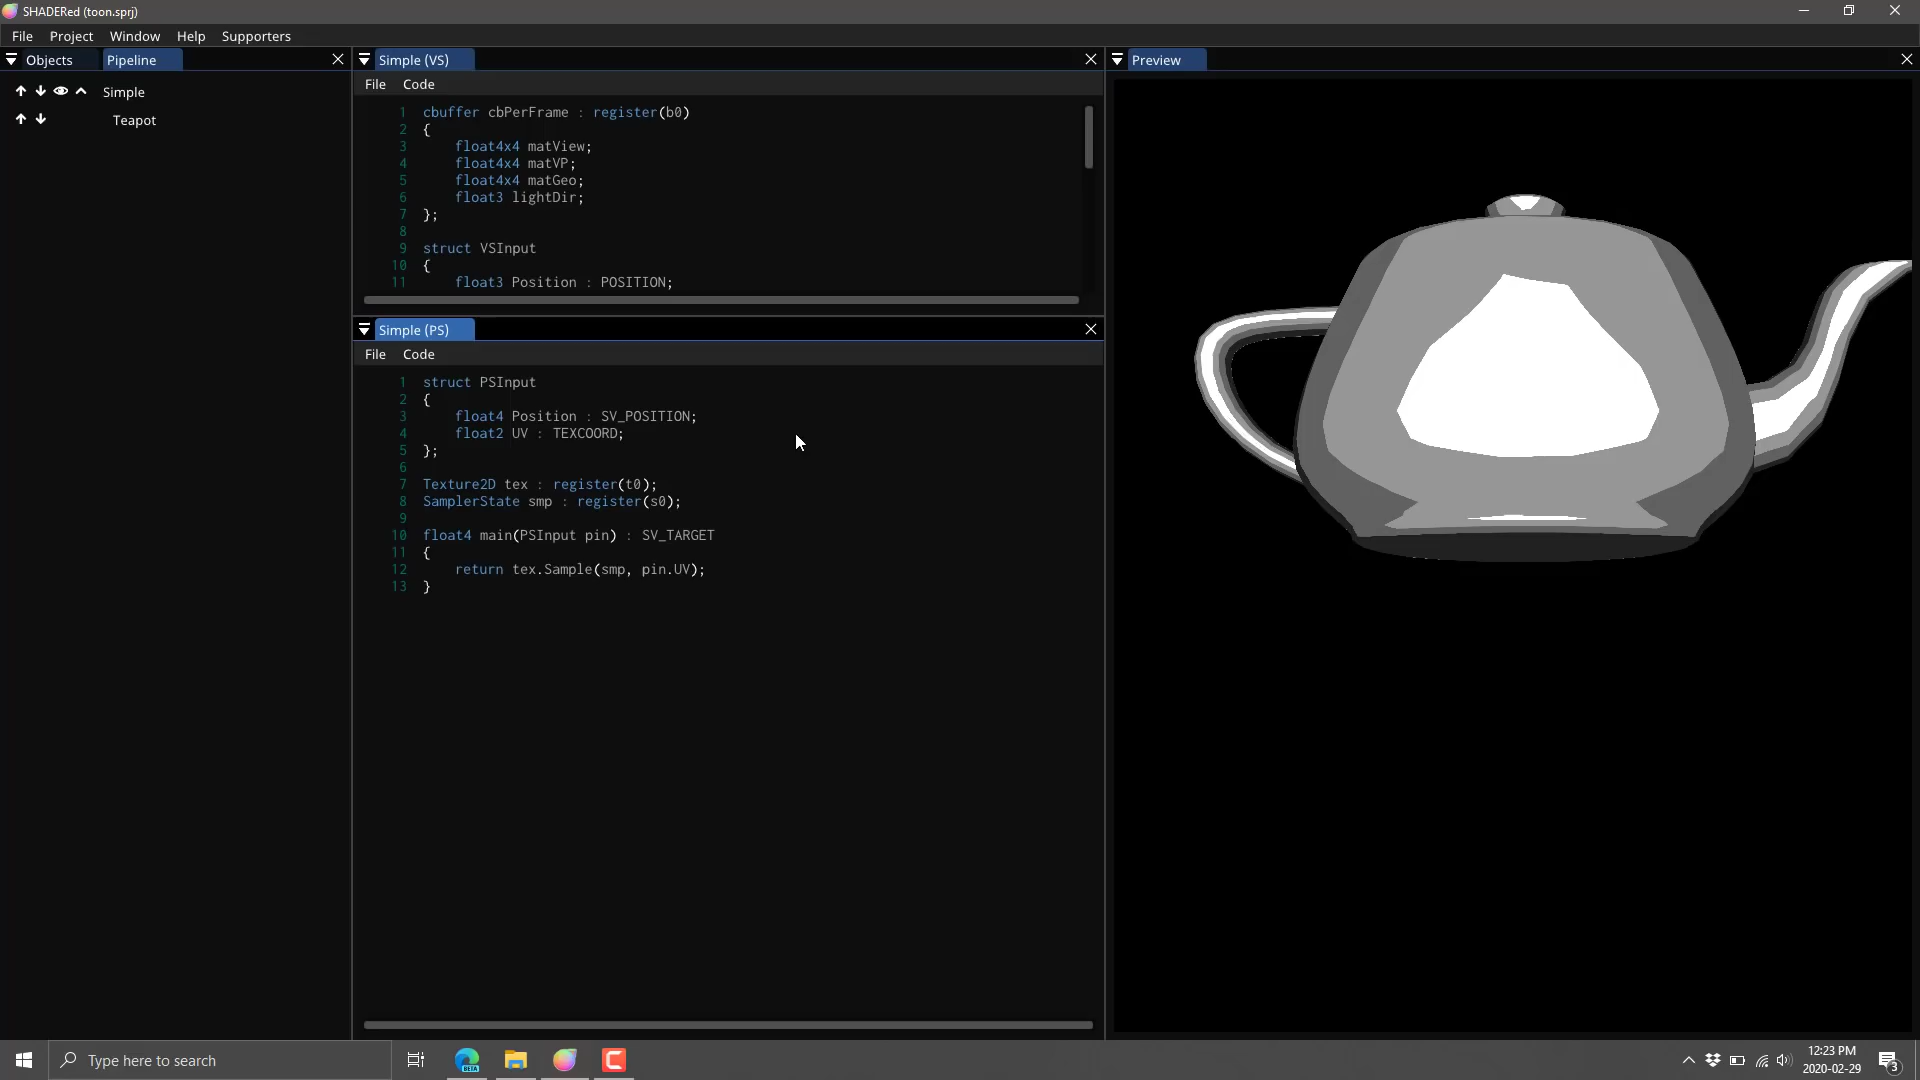 SHADERed (toon.sprj)
File Project Window Help Supporters
Objects Pipeline
Simple
Teapot
Simple (VS)
File Code
1 cbuffer cbPerFrame : register(b0)
2 {
3 float4x4 matView;
4 float4x4 matVP;
5 float4x4 matGeo;
6 float3 lightDir;
7 };
8
9 struct VSInput
10 {
11 float3 Position : POSITION;
Simple (PS)
File Code
1 struct PSInput
2 {
3 float4 Position : SV_POSITION;
4 float2 UV : TEXCOORD;
5 };
6
7 Texture2D tex : register(t0);
8 SamplerState smp : register(s0);
9
10 float4 main(PSInput pin) : SV_TARGET
11 {
12 return tex.Sample(smp, pin.UV);
13 }
Preview
Type here to search
BETA
12:23 PM
2020-02-29
3